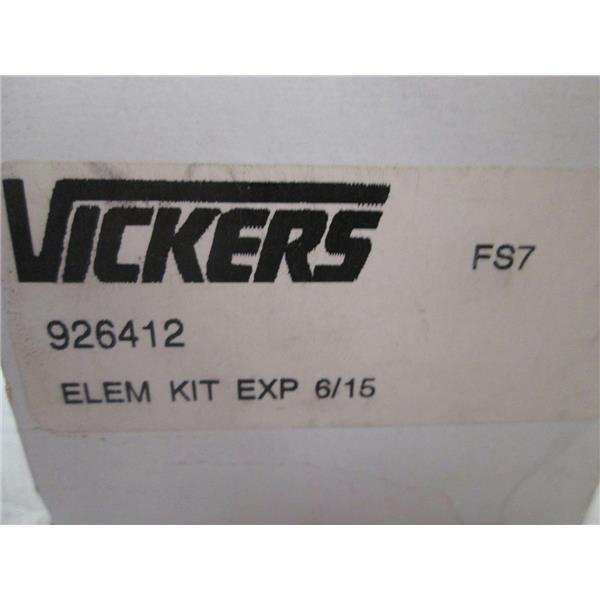 VICKERS
FS7
926412
ELEM KIT EXP 6/15